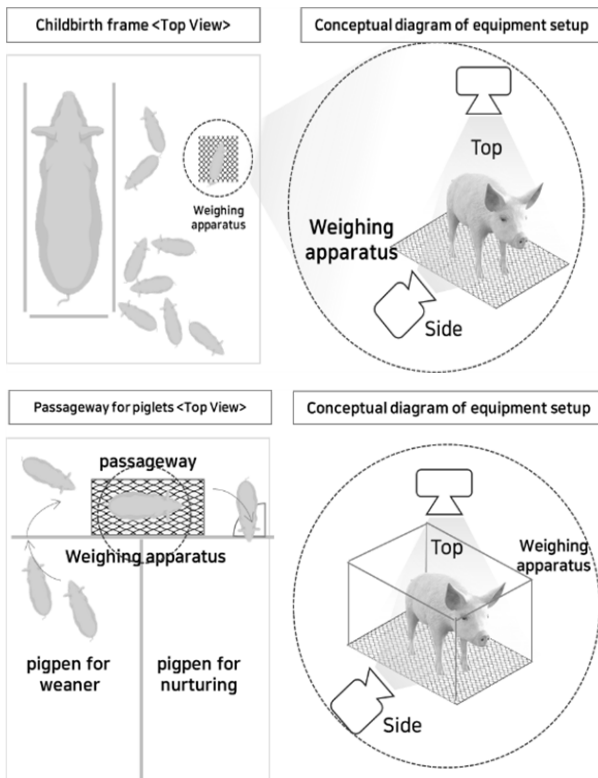 Childbirth frame <Top View>
Conceptual diagram of equipment setup
Weighing
apparatus
Top
Weighing
apparatus
Side
Passageway for piglets <Top View>
Conceptual diagram of equipment setup
passageway
Weighing apparatus
pigpen for
weaner
pigpen for
nurturing
Top
Weighing
apparatus
Side